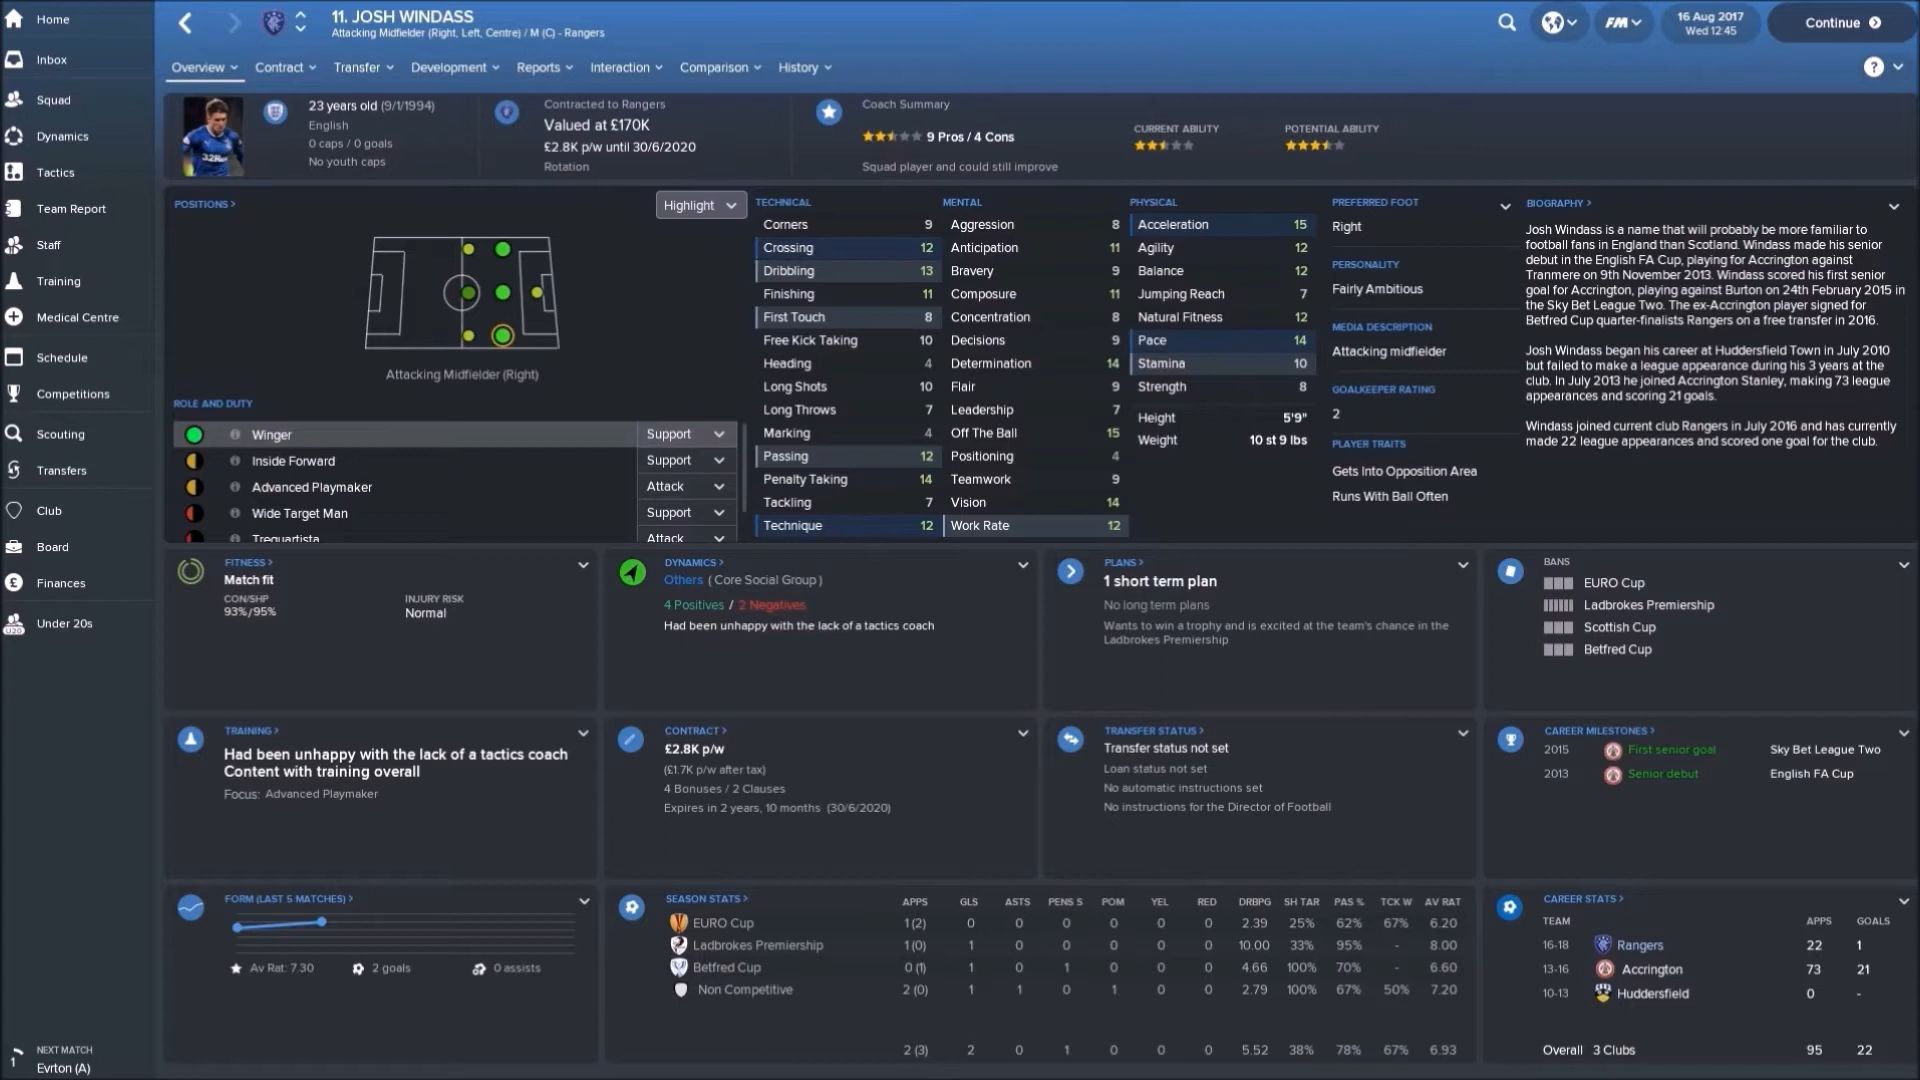 Home
Inbox
Squad
Dynamics
Tactics
Team Report
Staff
Training
Medical Centre
Schedule
Competitions
Scouting
Transfers
Club
Board
Finances
Under 20s
NEXT MATCH
Evrton (A)
11. JOSH WINDASS
Attacking Midfielder (Right, Left, Centre) / M (C) - Rangers
FM
16 Aug 2017
Wed 12:45
Continue
Overview Contract Transfer Development Reports Interaction Comparison History
?
23 years old (9/1/1994)
English
0 caps / 0 goals
No youth caps
Contracted to Rangers
Valued at £170K
£2.8K p/w until 30/6/2020
Rotation
Coach Summary
9 Pros / 4 Cons
Squad player and could still improve
CURRENT ABILITY
POTENTIAL ABILITY
POSITIONS >
Highlight
Attacking Midfielder (Right)
ROLE AND DUTY
Winger Support
Inside Forward Support
Advanced Playmaker Attack
Wide Target Man Support
Trequartista Attack
TECHNICAL
Corners 9
Crossing 12
Dribbling 13
Finishing 11
First Touch 8
Free Kick Taking 10
Heading 4
Long Shots 10
Long Throws 7
Marking 4
Passing 12
Penalty Taking 14
Tackling 7
Technique 12
MENTAL
Aggression 8
Anticipation 11
Bravery 9
Composure 11
Concentration 8
Decisions 9
Determination 14
Flair 9
Leadership 7
Off The Ball 15
Positioning 4
Teamwork 9
Vision 14
Work Rate 12
PHYSICAL
Acceleration 15
Agility 12
Balance 12
Jumping Reach 7
Natural Fitness 12
Pace 14
Stamina 10
Strength 8
Height 5'9"
Weight 10 st 9 lbs
PREFERRED FOOT
Right
PERSONALITY
Fairly Ambitious
MEDIA DESCRIPTION
Attacking midfielder
GOALKEEPER RATING
2
PLAYER TRAITS
Gets Into Opposition Area
Runs With Ball Often
BIOGRAPHY >
Josh Windass is a name that will probably be more familiar to
football fans in England than Scotland. Windass made his senior
debut in the English FA Cup, playing for Accrington against
Tranmere on 9th November 2013. Windass scored his first senior
goal for Accrington, playing against Burton on 24th February 2015 in
the Sky Bet League Two. The ex-Accrington player signed for
Betfred Cup quarter-finalists Rangers on a free transfer in 2016.
Josh Windass began his career at Huddersfield Town in July 2010
but failed to make a league appearance during his 3 years at the
club. In July 2013 he joined Accrington Stanley, making 73 league
appearances and scoring 21 goals.
Windass joined current club Rangers in July 2016 and has currently
made 22 league appearances and scored one goal for the club.
FITNESS >
Match fit
CON/SHP
93%/95%
INJURY RISK
Normal
DYNAMICS >
Others (Core Social Group)
4 Positives / 2 Negatives
Had been unhappy with the lack of a tactics coach
PLANS >
1 short term plan
No long term plans
Wants to win a trophy and is excited at the team's chance in the
Ladbrokes Premiership
BANS
EURO Cup
Ladbrokes Premiership
Scottish Cup
Betfred Cup
TRAINING >
Had been unhappy with the lack of a tactics coach
Content with training overall
Focus: Advanced Playmaker
CONTRACT >
£2.8K p/w
(£1.7K p/w after tax)
4 Bonuses / 2 Clauses
Expires in 2 years, 10 months (30/6/2020)
TRANSFER STATUS >
Transfer status not set
Loan status not set
No automatic instructions set
No instructions for the Director of Football
CAREER MILESTONES >
2015 First senior goal Sky Bet League Two
2013 Senior debut English FA Cup
FORM (LAST 5 MATCHES) >
Av Rat: 7.30 2 goals 0 assists
SEASON STATS > APPS GLS ASTS PENS S POM YEL RED DRBPG SH TAR PAS % TCK W AV RAT
EURO Cup 1 (2) 0 0 0 0 0 0 2.39 25% 62% 67% 6.20
Ladbrokes Premiership 1 (0) 1 0 0 0 0 0 10.00 33% 95% - 8.00
Betfred Cup 0 (1) 1 0 1 0 0 0 4.66 100% 70% - 6.60
Non Competitive 2 (0) 1 1 0 1 0 0 2.79 100% 67% 50% 7.20
2 (3) 2 0 1 0 0 0 5.52 38% 78% 67% 6.93
CAREER STATS >
TEAM APPS GOALS
16-18 Rangers 22 1
13-16 Accrington 73 21
10-13 Huddersfield 0 -
Overall 3 Clubs 95 22